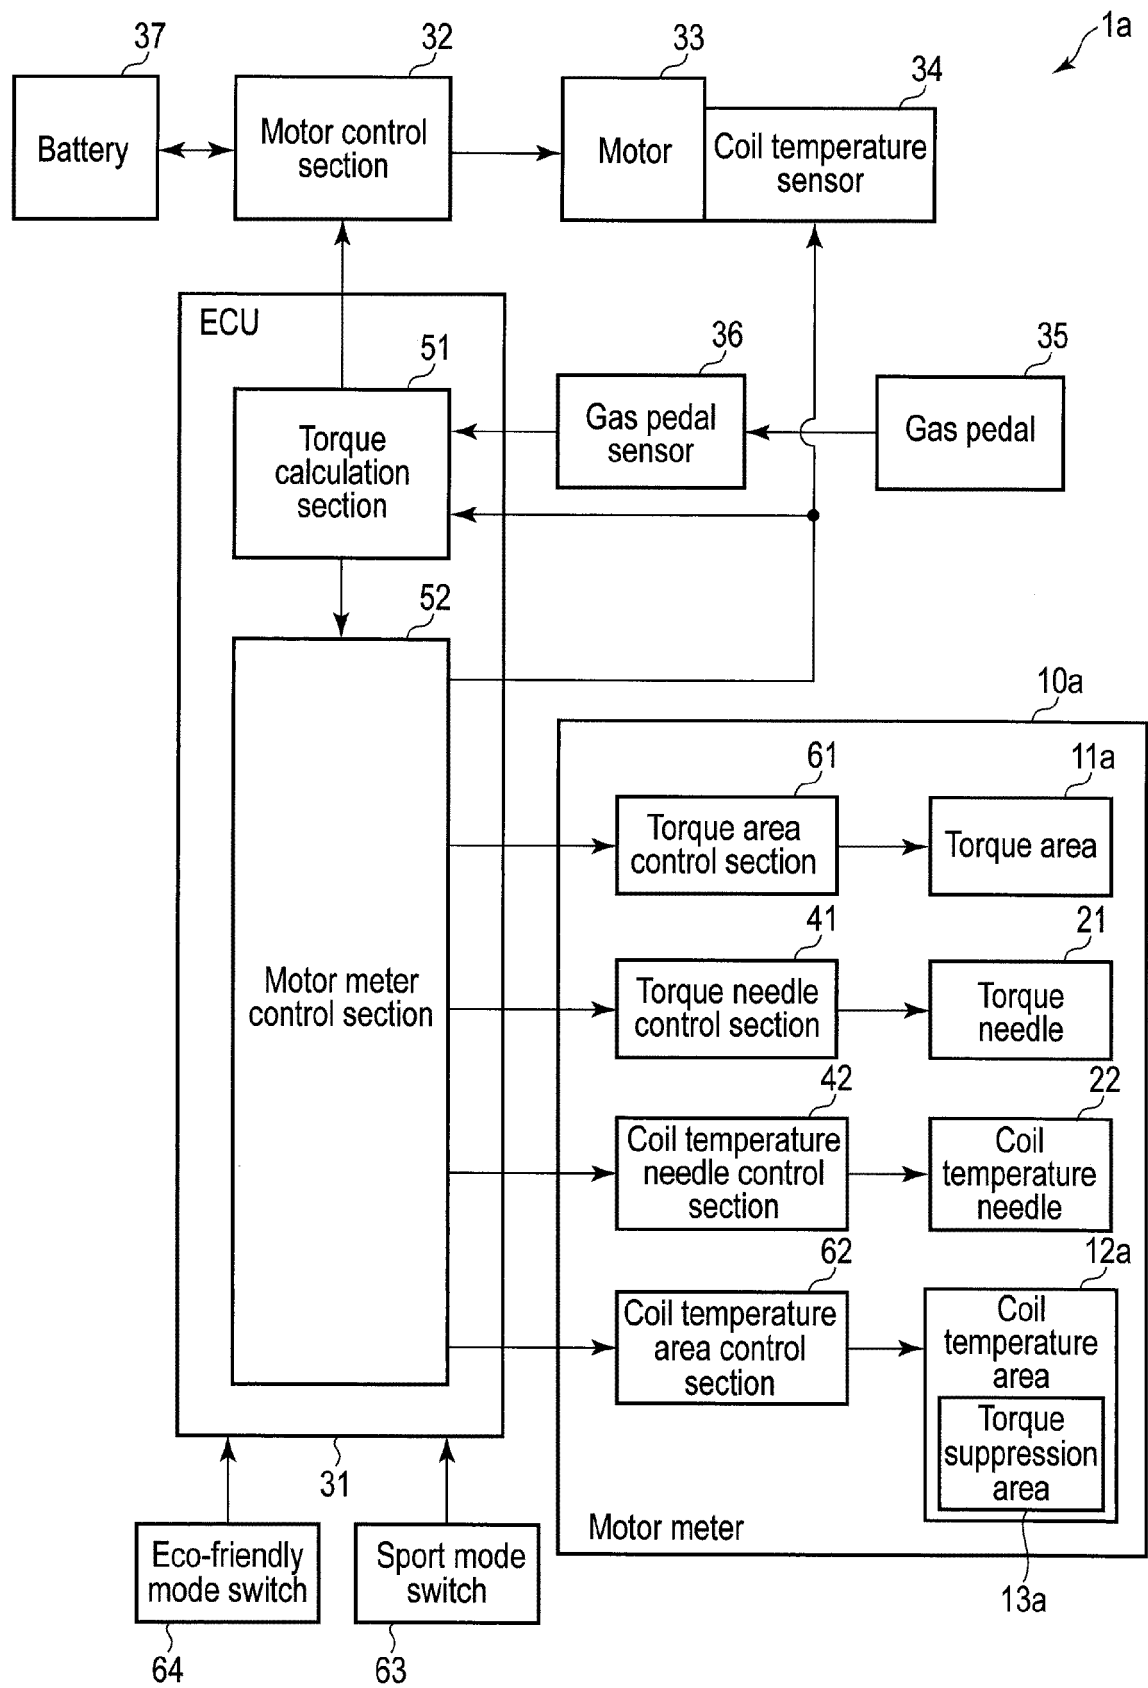 1a
37
32
33
34
Battery
Motor control
section
Motor
Coil temperature
sensor
ECU
51
36
35
Torque
calculation
section
Gas pedal
sensor
Gas pedal
52
10a
61
11a
Torque area
control section
Torque area
41
21
Motor meter
control section
Torque needle
control section
Torque
needle
42
22
Coil temperature
needle control
section
Coil
temperature
needle
62
12a
Coil temperature
area control
section
Coil
temperature
area
Torque
suppression
area
31
Motor meter
13a
Eco-friendly
mode switch
Sport mode
switch
64
63